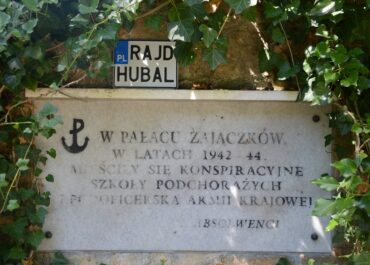 PL RAJD
HUBAL
W PAŁACU ZAJĄCZKÓW
W LATACH 1942-44
MIEŚCIŁY SIĘ KONSPIRACYJNE
SZKOŁY PODCHORĄŻYCH
I PODOFICERSKA ARMII KRAJOWEJ
ABSOLWENCI